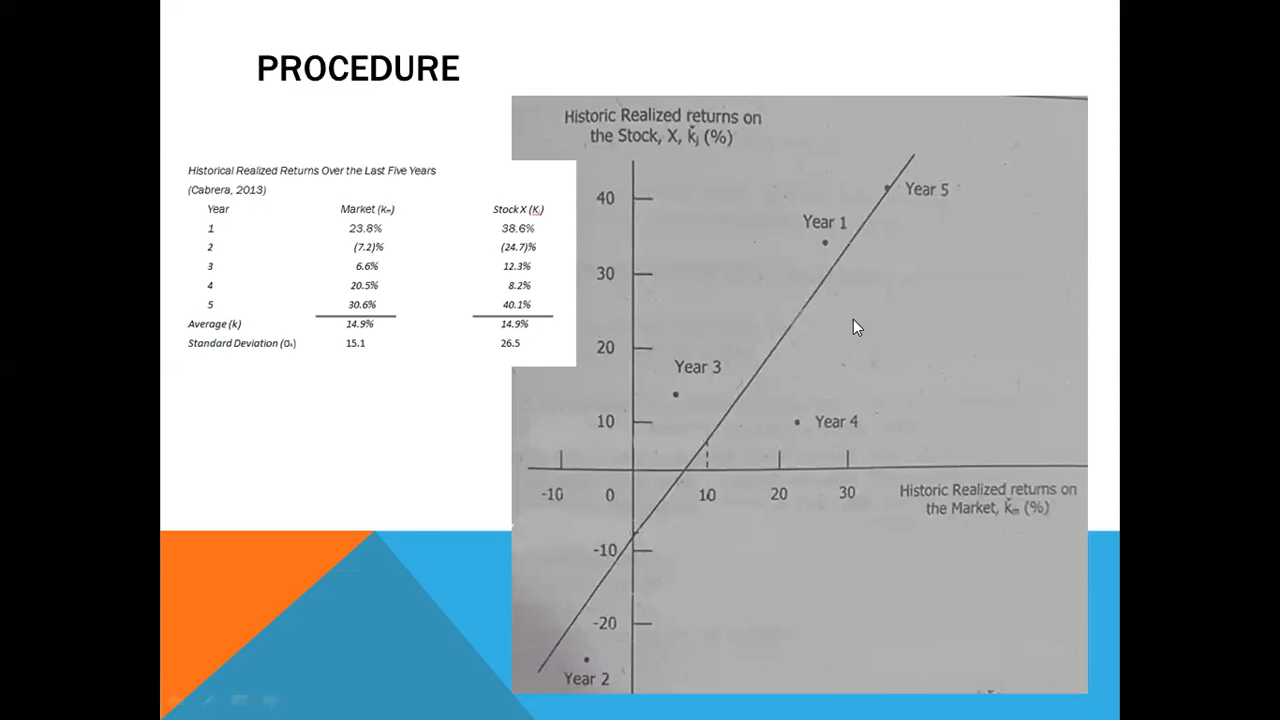 PROCEDURE
Historical Realized Returns Over the Last Five Years
(Cabrera, 2013)
Year Market (kₘ) Stock X (Kⱼ)
1 23.8% 38.6%
2 (7.2)% (24.7)%
3 6.6% 12.3%
4 20.5% 8.2%
5 30.6% 40.1%
Average (k) 14.9% 14.9%
Standard Deviation (σₙ) 15.1 26.5
Historic Realized returns on
the Stock, X, ǩⱼ (%)
40
Year 5
Year 1
30
20
Year 3
10
Year 4
-10 0 10 20 30
Historic Realized returns on
the Market, ǩₘ (%)
-10
-20
Year 2